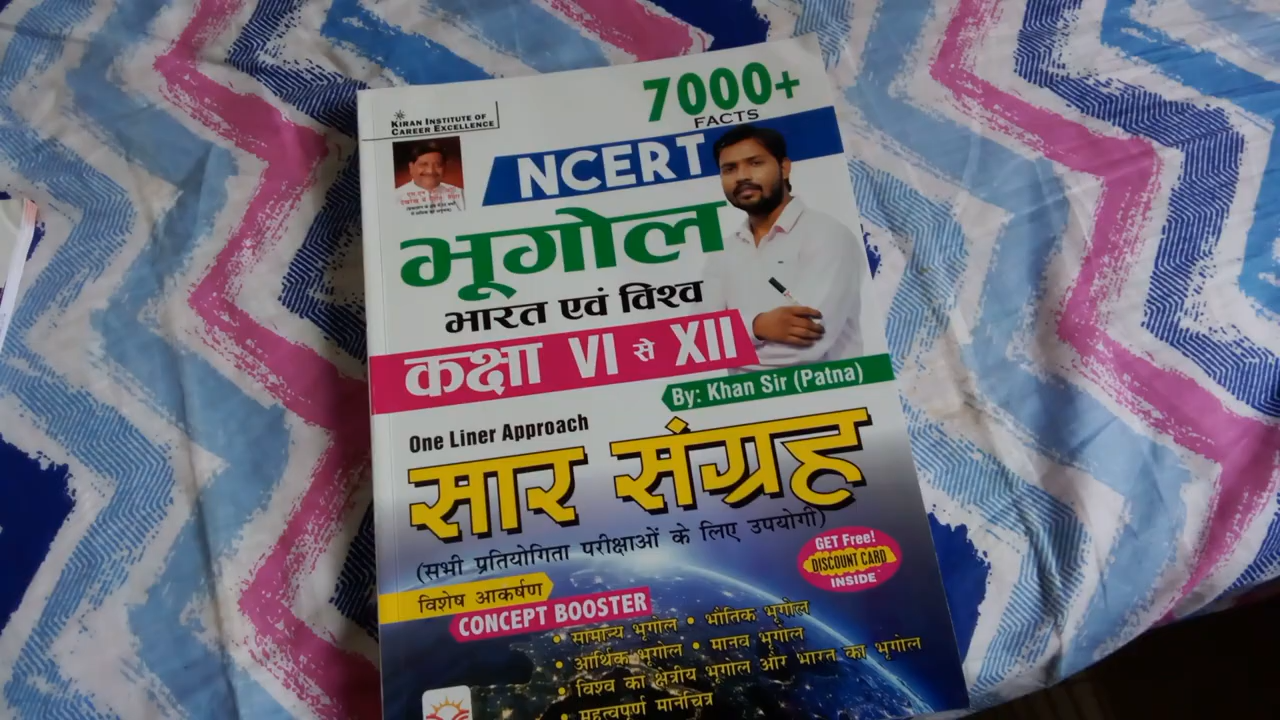 7000+
FACTS
KIRAN INSTITUTE OF
CAREER EXCELLENCE
NCERT
भूगोल
भारत एवं विश्व
कक्षा VI से XII
By: Khan Sir (Patna)
One Liner Approach
सार संग्रह
(सभी प्रतियोगिता परीक्षाओं के लिए उपयोगी)
GET Free!
DISCOUNT CARD
INSIDE
विशेष आकर्षण
CONCEPT BOOSTER
• सामान्य भूगोल • भौतिक भूगोल
• आर्थिक भूगोल • मानव भूगोल
• विश्व का क्षेत्रीय भूगोल और भारत का भूगोल
• महत्वपूर्ण मानचित्र